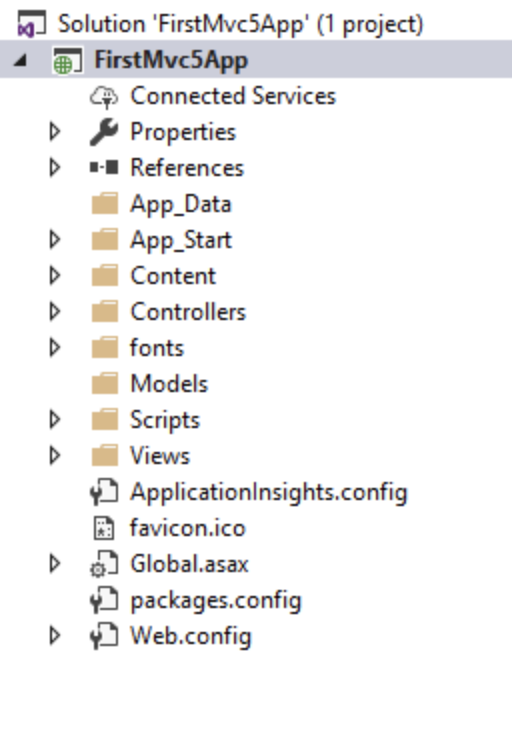 Solution 'FirstMvc5App' (1 project)
FirstMvc5App
Connected Services
Properties
References
App_Data
App_Start
Content
Controllers
fonts
Models
Scripts
Views
ApplicationInsights.config
favicon.ico
Global.asax
packages.config
Web.config